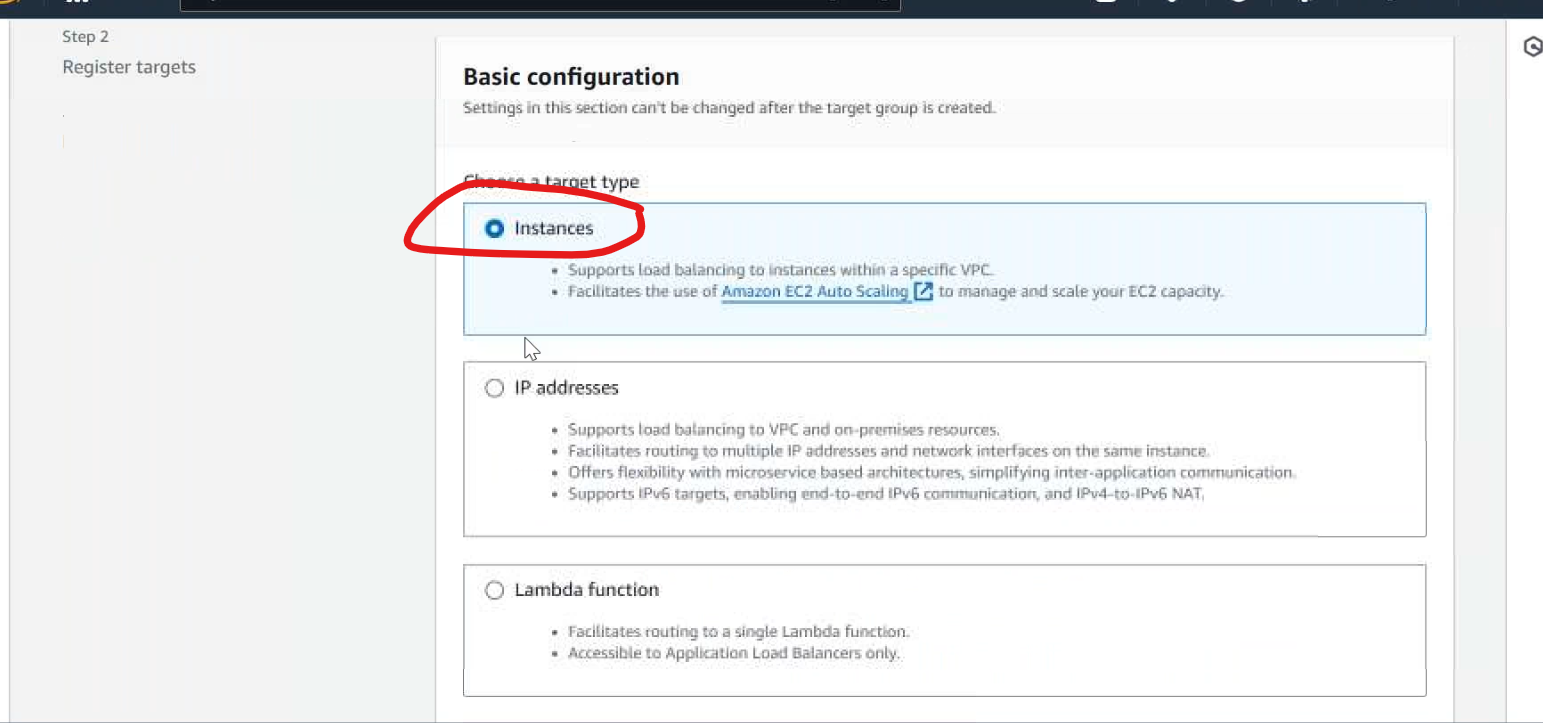 Step 2
Register targets
Basic configuration
Settings in this section can't be changed after the target group is created.
Choose a target type
Instances
• Supports load balancing to instances within a specific VPC.
• Facilitates the use of Amazon EC2 Auto Scaling to manage and scale your EC2 capacity.
IP addresses
• Supports load balancing to VPC and on-premises resources.
• Facilitates routing to multiple IP addresses and network interfaces on the same instance.
• Offers flexibility with microservice based architectures, simplifying inter-application communication.
• Supports IPv6 targets, enabling end-to-end IPv6 communication, and IPv4-to-IPv6 NAT.
Lambda function
• Facilitates routing to a single Lambda function.
• Accessible to Application Load Balancers only.